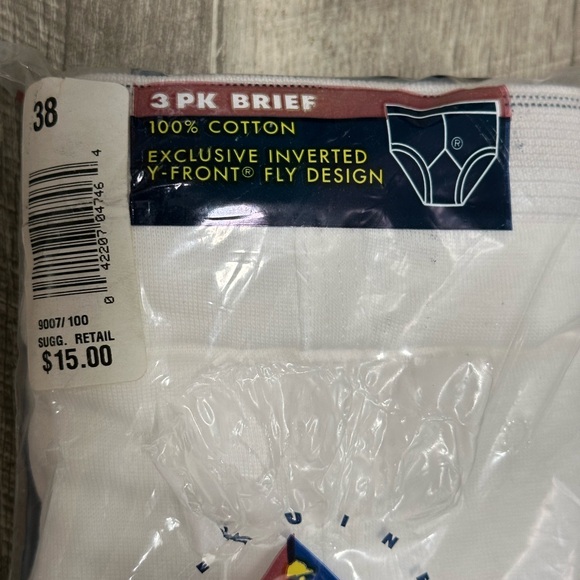 38
0 42207 04746 4
9007/100
SUGG. RETAIL
$15.00
3 PK BRIEF
100% COTTON
EXCLUSIVE INVERTED
Y-FRONT® FLY DESIGN
®